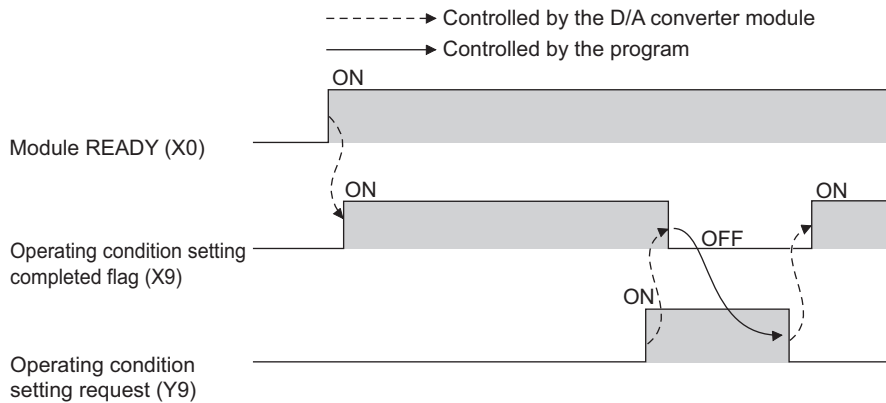 Controlled by the D/A converter module
Controlled by the program
ON
Module READY (X0)
ON
ON
OFF
Operating condition setting
completed flag (X9)
ON
Operating condition
setting request (Y9)